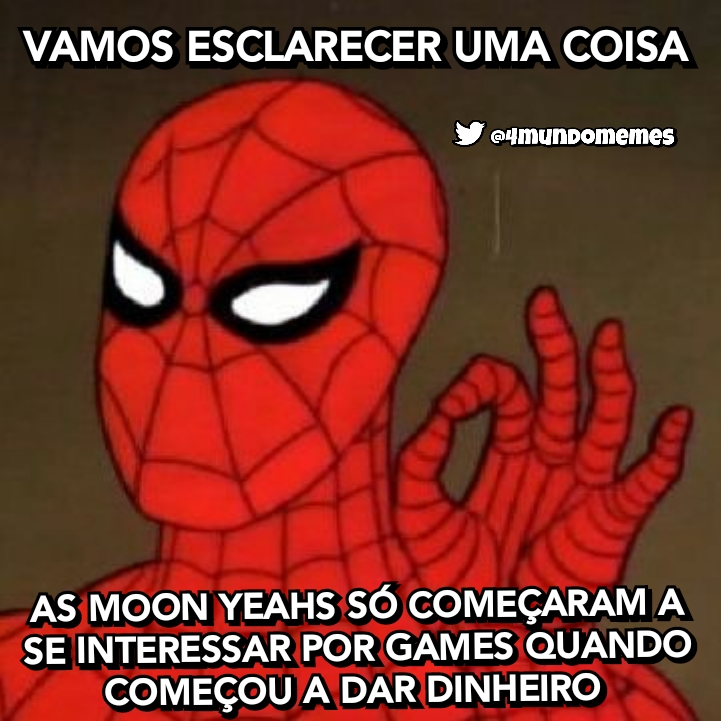 VAMOS ESCLARECER UMA COISA
@4mundomemes
AS MOON YEAHS SÓ COMEÇARAM A
SE INTERESSAR POR GAMES QUANDO
COMEÇOU A DAR DINHEIRO